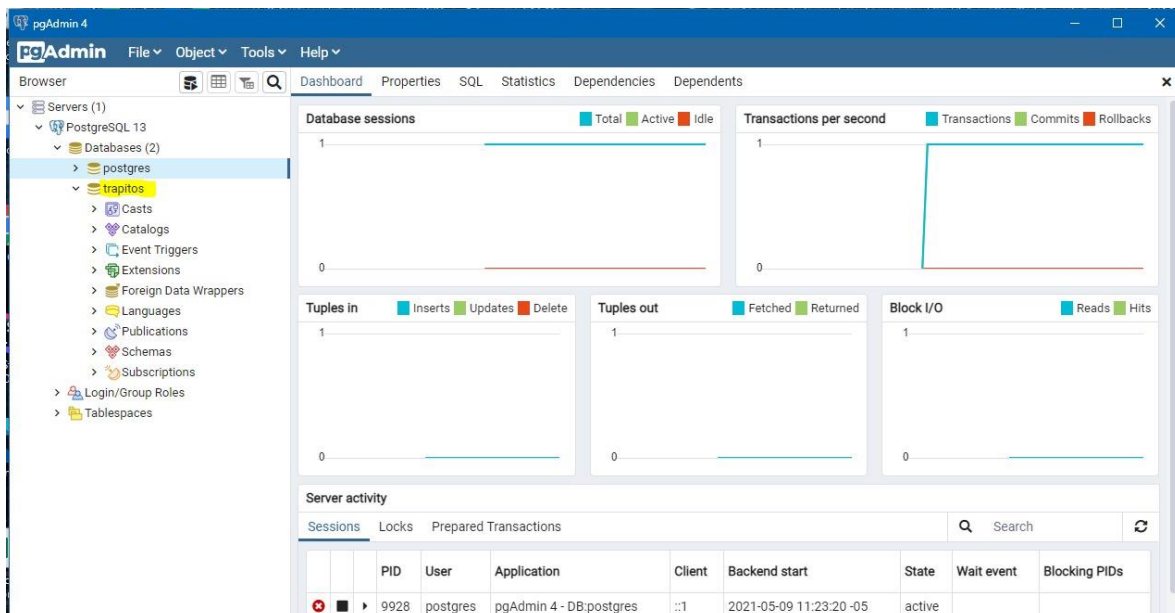 pgAdmin 4
pgAdmin File Object Tools Help
Browser
Servers (1)
PostgreSQL 13
Databases (2)
postgres
trapitos
Casts
Catalogs
Event Triggers
Extensions
Foreign Data Wrappers
Languages
Publications
Schemas
Subscriptions
Login/Group Roles
Tablespaces
Dashboard Properties SQL Statistics Dependencies Dependents
Database sessions Total Active Idle
1
0
Transactions per second Transactions Commits Rollbacks
1
0
Tuples in Inserts Updates Delete
1
0
Tuples out Fetched Returned
1
0
Block I/O Reads Hits
1
0
Server activity
Sessions Locks Prepared Transactions Search
PID User Application Client Backend start State Wait event Blocking PIDs
9928 postgres pgAdmin 4 - DB:postgres ::1 2021-05-09 11:23:20 -05 active